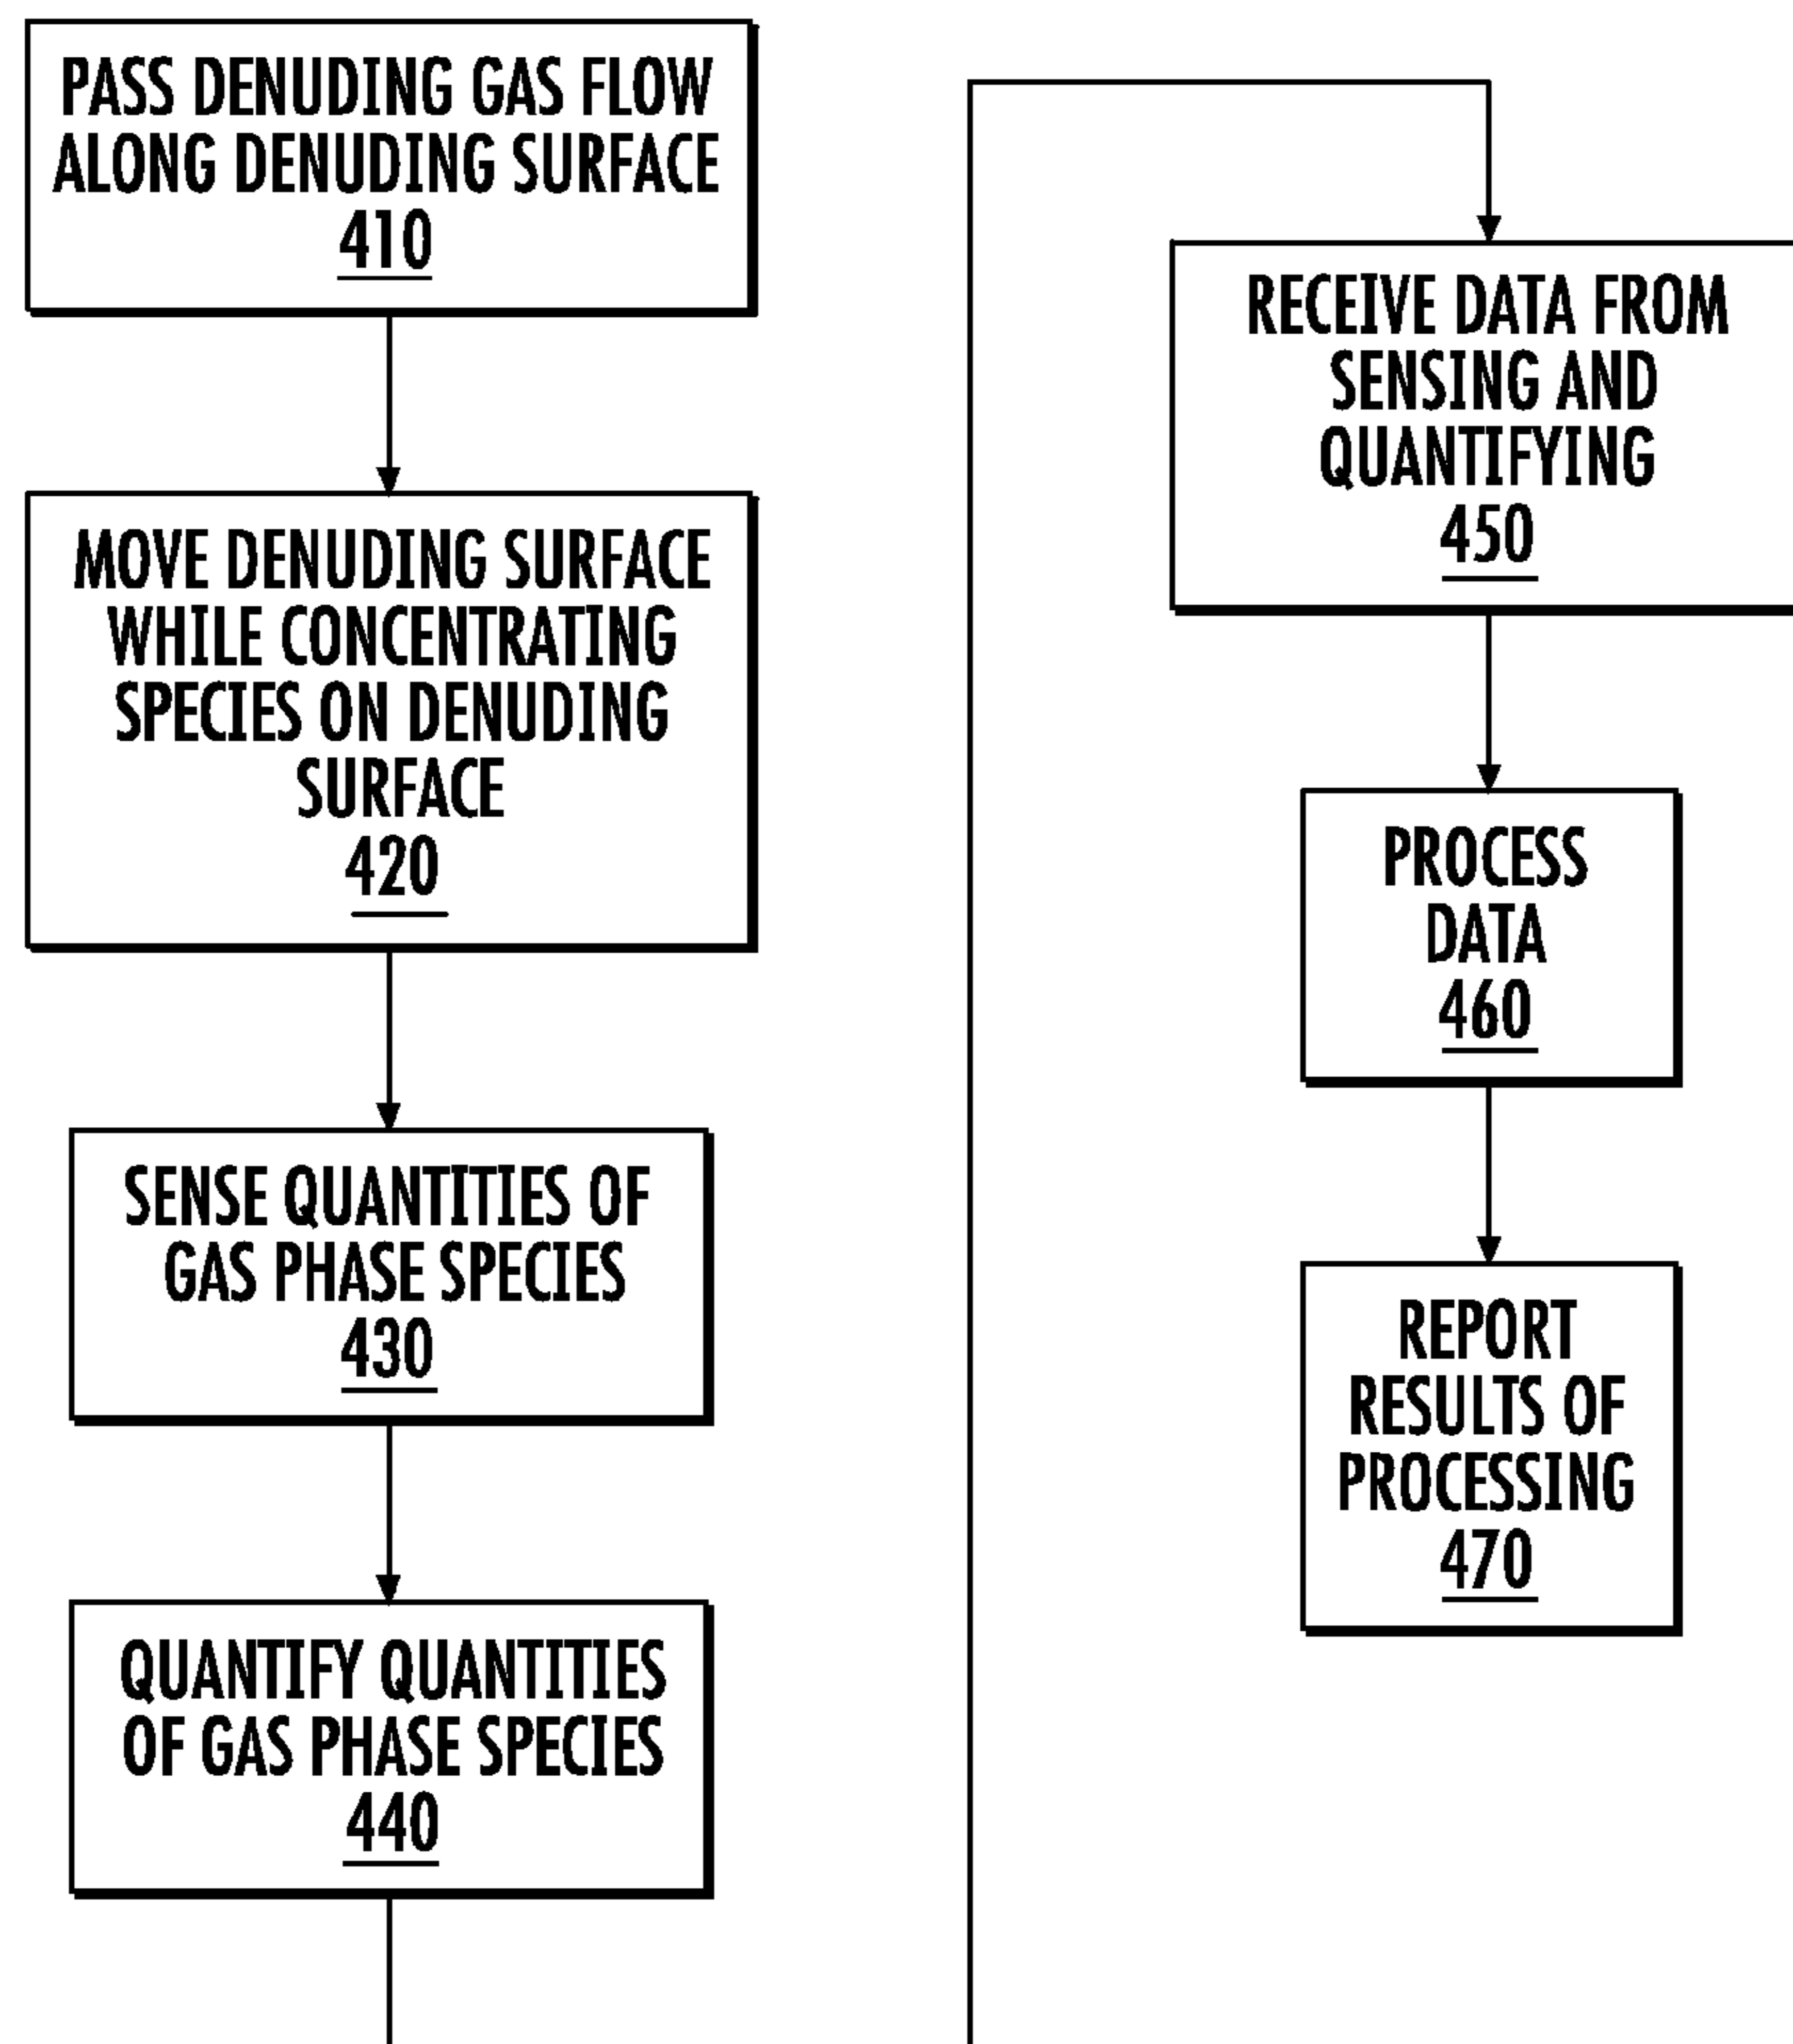 PASS DENUDING GAS FLOW
ALONG DENUDING SURFACE
410
MOVE DENUDING SURFACE
WHILE CONCENTRATING
SPECIES ON DENUDING
SURFACE
420
SENSE QUANTITIES OF
GAS PHASE SPECIES
430
QUANTIFY QUANTITIES
OF GAS PHASE SPECIES
440
RECEIVE DATA FROM
SENSING AND
QUANTIFYING
450
PROCESS
DATA
460
REPORT
RESULTS OF
PROCESSING
470